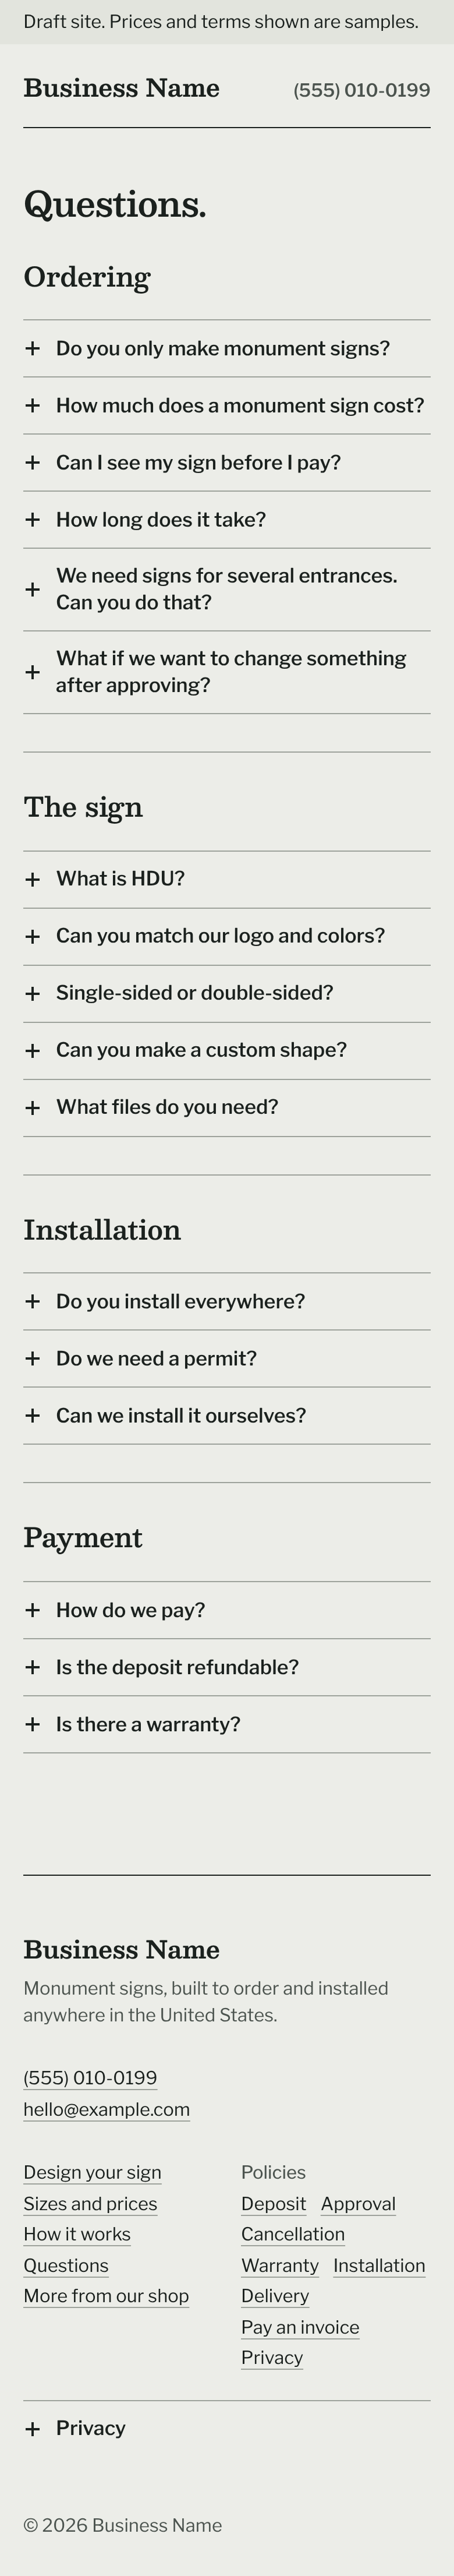 Draft site. Prices and terms shown are samples.
Business Name
(555) 010-0199
Questions.
Ordering
+ Do you only make monument signs?
+ How much does a monument sign cost?
+ Can I see my sign before I pay?
+ How long does it take?
+ We need signs for several entrances.
Can you do that?
+ What if we want to change something
after approving?
The sign
+ What is HDU?
+ Can you match our logo and colors?
+ Single-sided or double-sided?
+ Can you make a custom shape?
+ What files do you need?
Installation
+ Do you install everywhere?
+ Do we need a permit?
+ Can we install it ourselves?
Payment
+ How do we pay?
+ Is the deposit refundable?
+ Is there a warranty?
Business Name
Monument signs, built to order and installed
anywhere in the United States.
(555) 010-0199
hello@example.com
Design your sign
Sizes and prices
How it works
Questions
More from our shop
Policies
Deposit Approval
Cancellation
Warranty Installation
Delivery
Pay an invoice
Privacy
+ Privacy
© 2026 Business Name